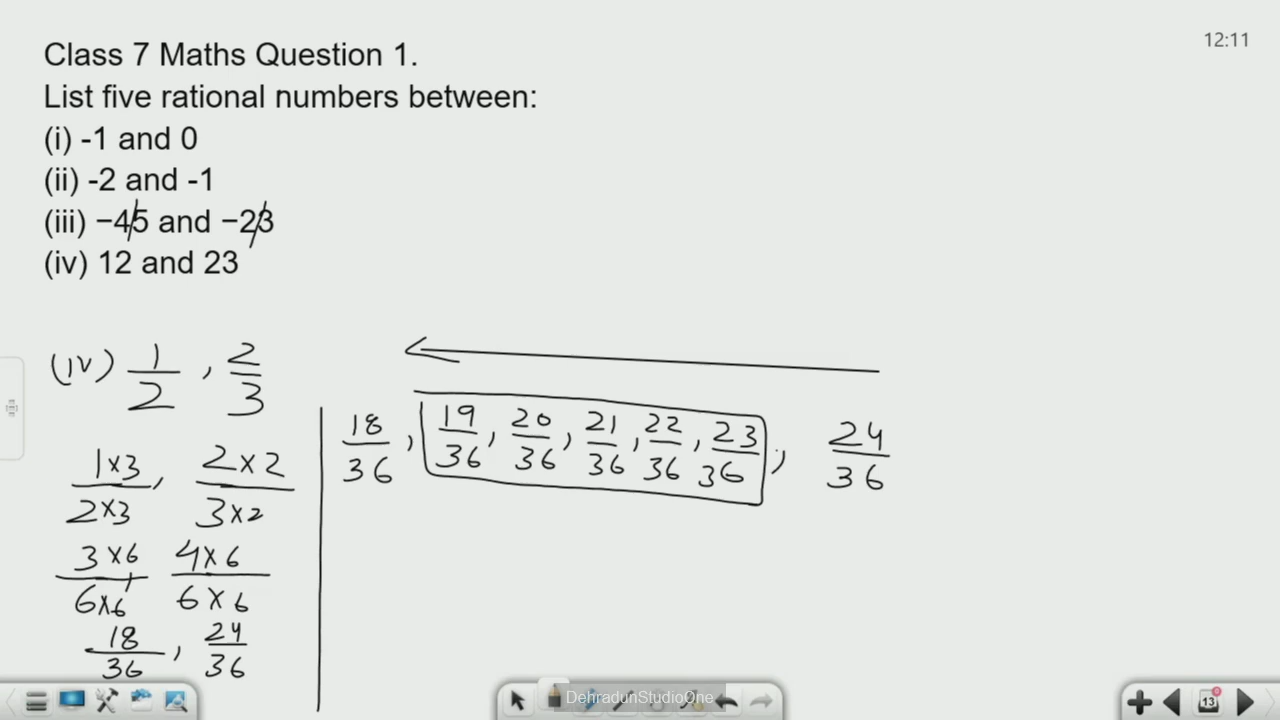 12:11
Class 7 Maths Question 1.
List five rational numbers between:
(i) -1 and 0
(ii) -2 and -1
(iii) −4/5 and −2/3
(iv) 12 and 23
(iv) 1/2 , 2/3
18/36 , 19/36 , 20/36 , 21/36 , 22/36 , 23/36 , 24/36
1×3/2×3 , 2×2/3×2
3×6/6×6 , 4×6/6×6
18/36 , 24/36
DehradunStudioOne
13